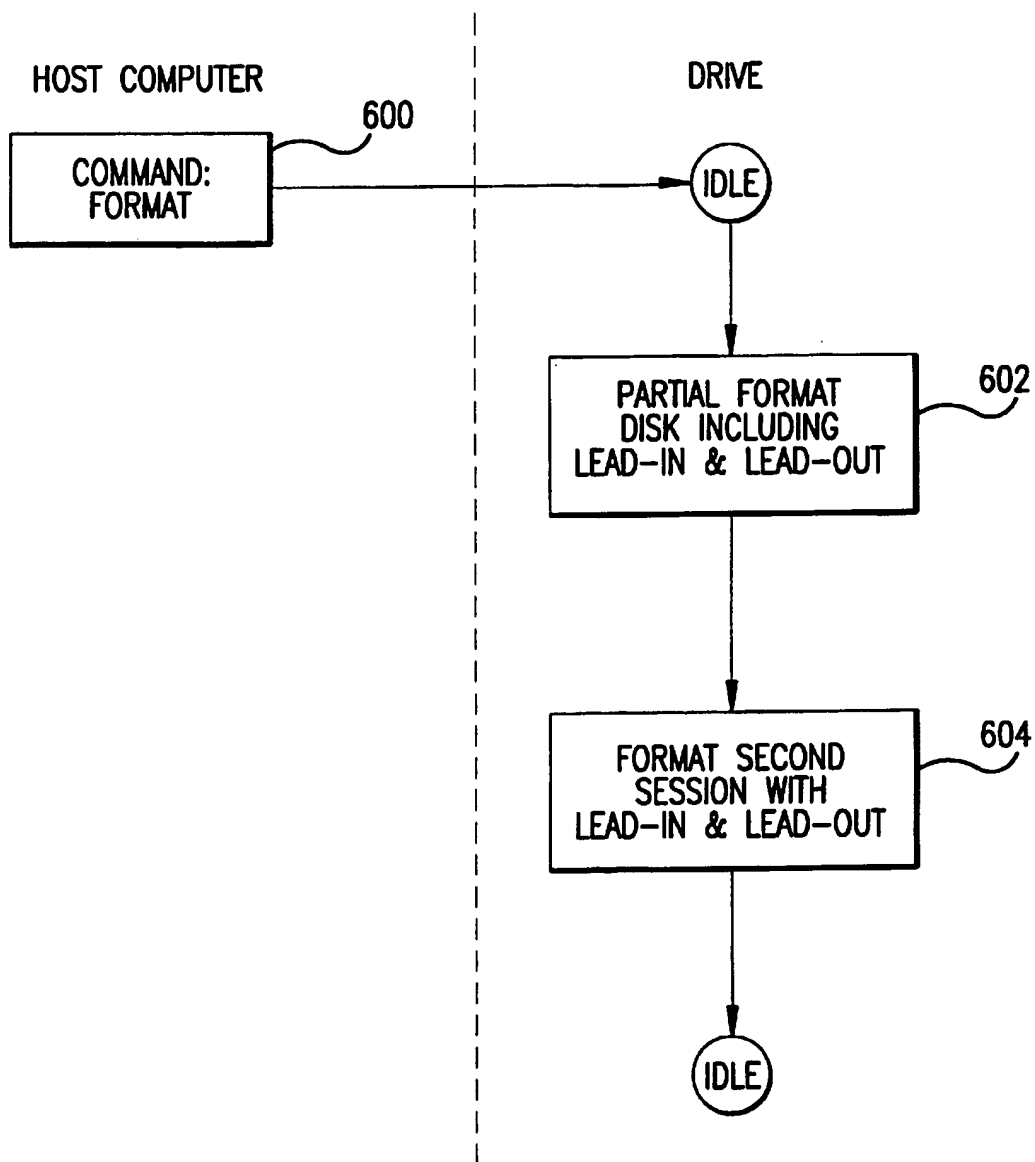 HOST COMPUTER
DRIVE
600
COMMAND:
FORMAT
IDLE
602
PARTIAL FORMAT
DISK INCLUDING
LEAD-IN & LEAD-OUT
604
FORMAT SECOND
SESSION WITH
LEAD-IN & LEAD-OUT
IDLE